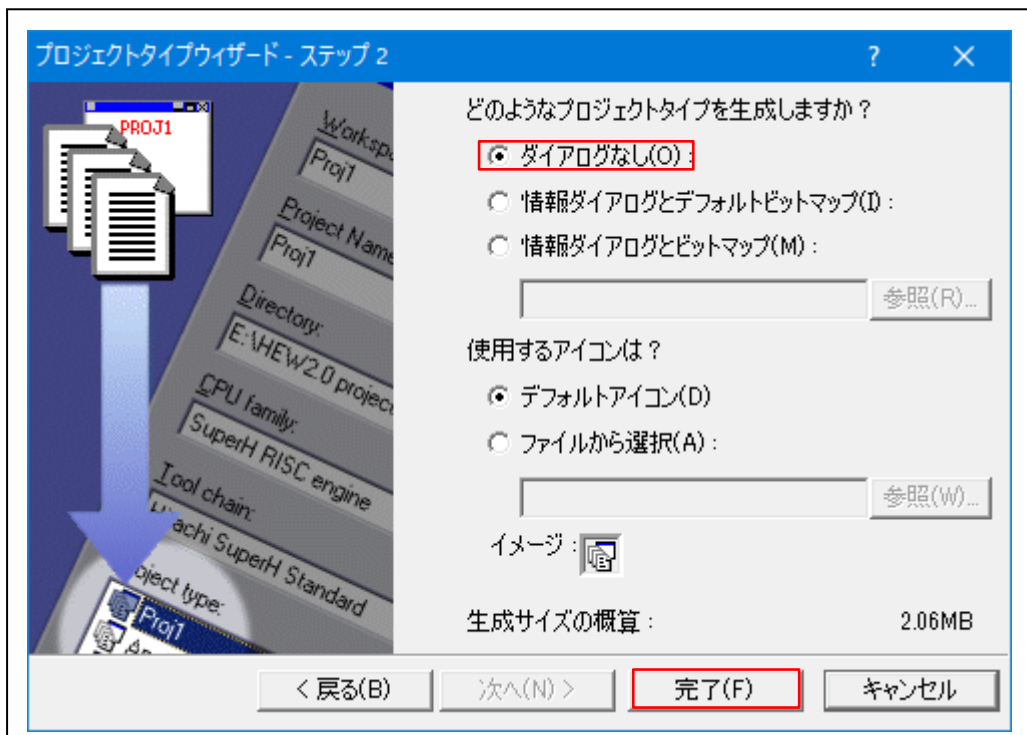 プロジェクトタイプウィザード - ステップ 2
? ×
PROJ1
Proj1
Project Name
Proj1
Directory:
E:\HEW2.0 projec
CPU family:
SuperH RISC engine
Tool chain:
Hitachi SuperH Standard
oject type:
Proj1
どのようなプロジェクトタイプを生成しますか？
ダイアログなし(O) :
情報ダイアログとデフォルトビットマップ(I) :
情報ダイアログとビットマップ(M) :
参照(R)...
使用するアイコンは？
デフォルトアイコン(D)
ファイルから選択(A) :
参照(W)...
イメージ :
生成サイズの概算 : 2.06MB
< 戻る(B) 次へ(N) > 完了(F) キャンセル